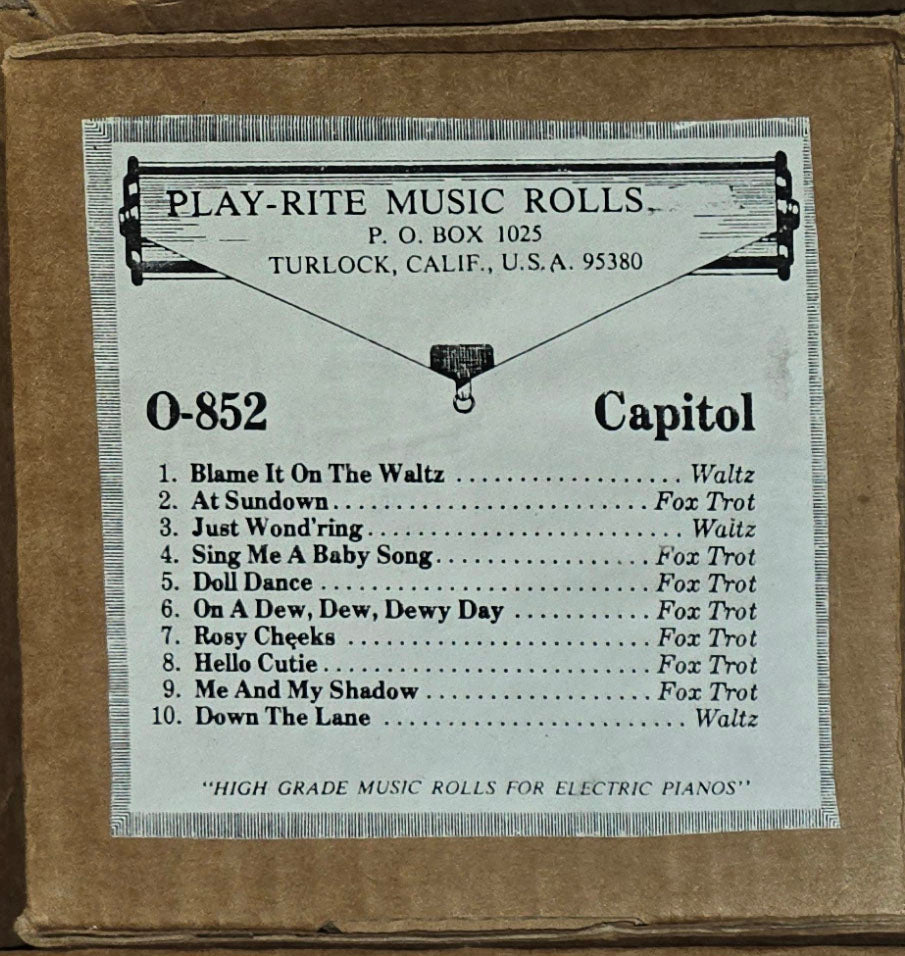 PLAY-RITE MUSIC ROLLS
P. O. BOX 1025
TURLOCK, CALIF., U.S.A. 95380
O-852 Capitol
1. Blame It On The Waltz .................. Waltz
2. At Sundown ........................ Fox Trot
3. Just Wond'ring ........................ Waltz
4. Sing Me A Baby Song ................ Fox Trot
5. Doll Dance ......................... Fox Trot
6. On A Dew, Dew, Dewy Day ........... Fox Trot
7. Rosy Cheeks ....................... Fox Trot
8. Hello Cutie ......................... Fox Trot
9. Me And My Shadow ................. Fox Trot
10. Down The Lane ....................... Waltz
"HIGH GRADE MUSIC ROLLS FOR ELECTRIC PIANOS"